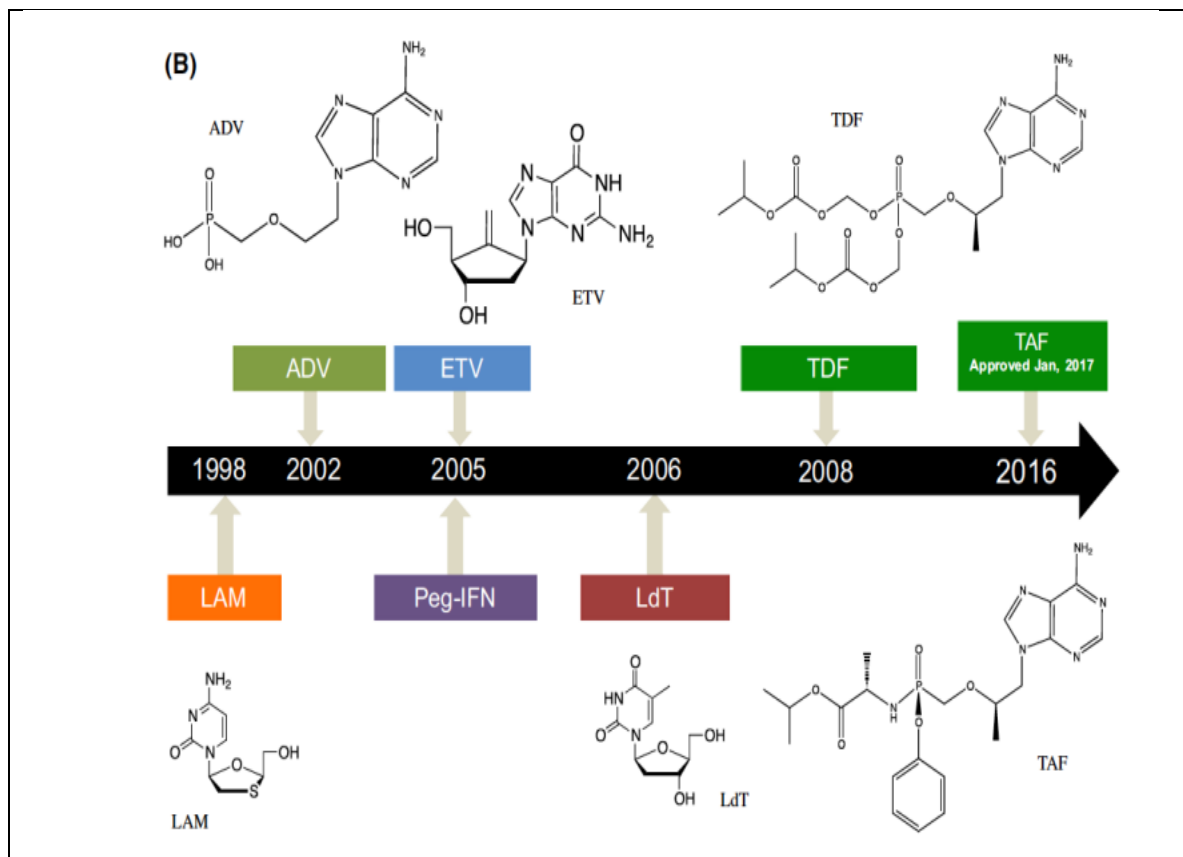 (B)
ADV
NH2
N
N
N
N
O
P
HO
OH
O
ETV
O
N
NH
N
N
NH2
HO
OH
TDF
NH2
N
N
N
N
O
O
O
O
O
P
O
O
O
O
O
ADV
ETV
TDF
TAF
Approved Jan, 2017
1998
2002
2005
2006
2008
2016
LAM
Peg-IFN
LdT
LAM
NH2
N
O
N
O
OH
S
LdT
O
HN
O
N
O
OH
OH
TAF
NH2
N
N
N
N
O
O
P
O
N
H
O
O